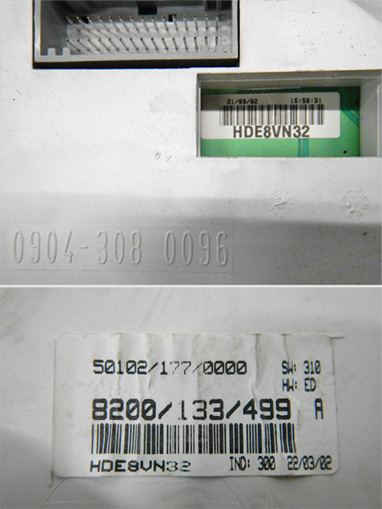 21/03/02 15:56:51
HDE8VN32
0904-308 0096
50102/177/0000 SW: 310
HW: ED
8200/133/499 A
HDE8VN32 IND: 300 22/03/02